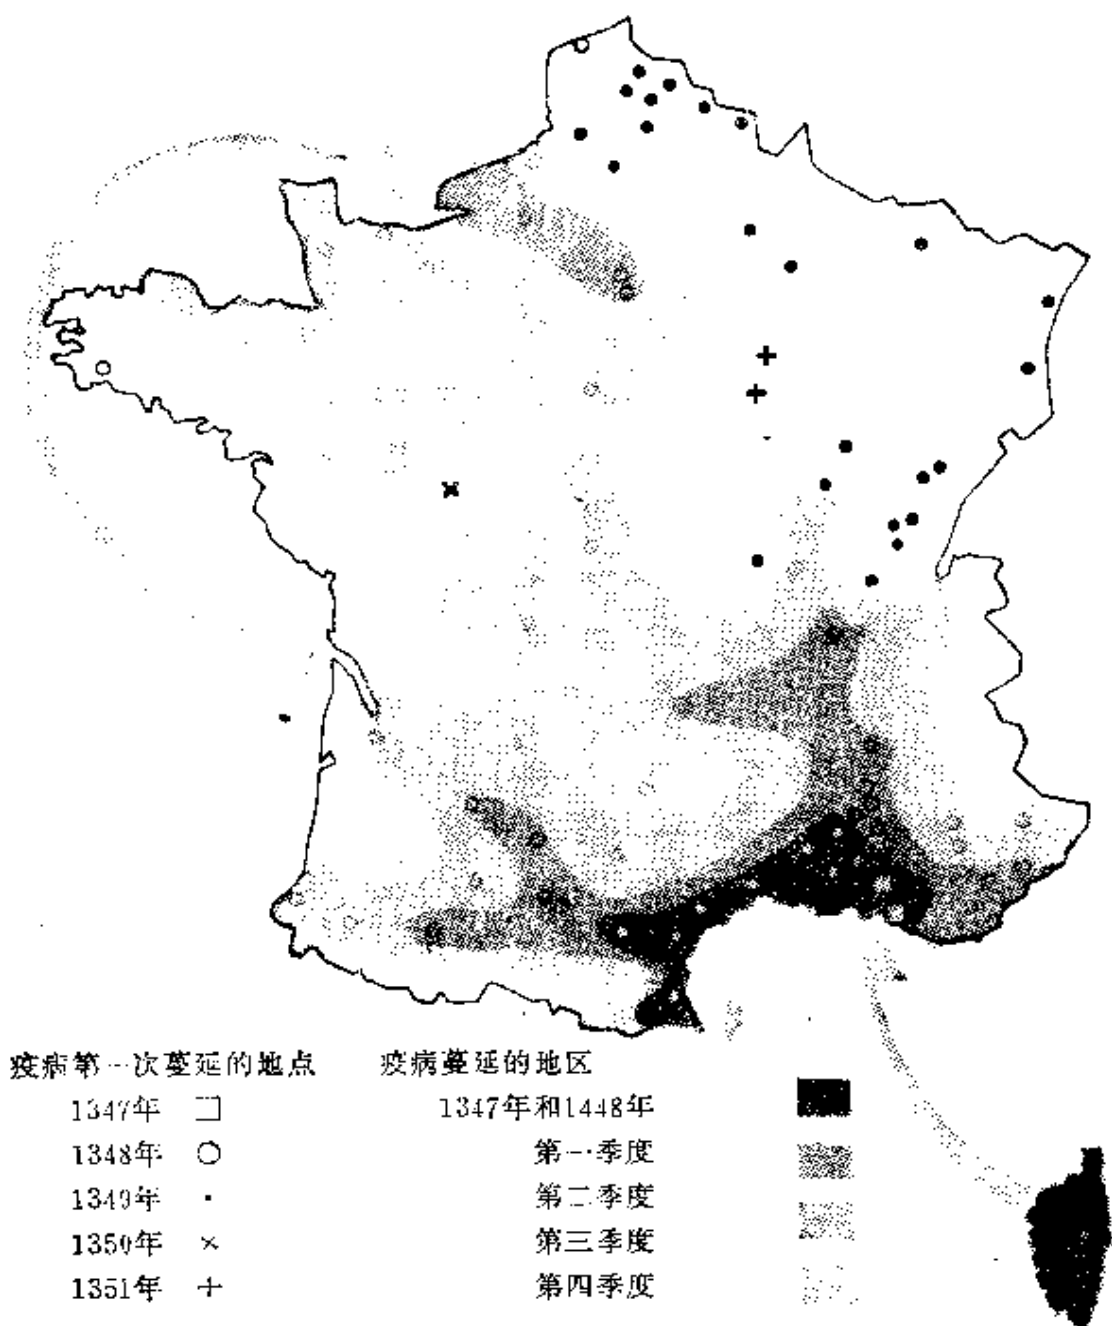 疫病第一次蔓延的地点
1347年
1348年
1349年
1350年
1351年
疫病蔓延的地区
1347年和1448年
第一季度
第二季度
第三季度
第四季度